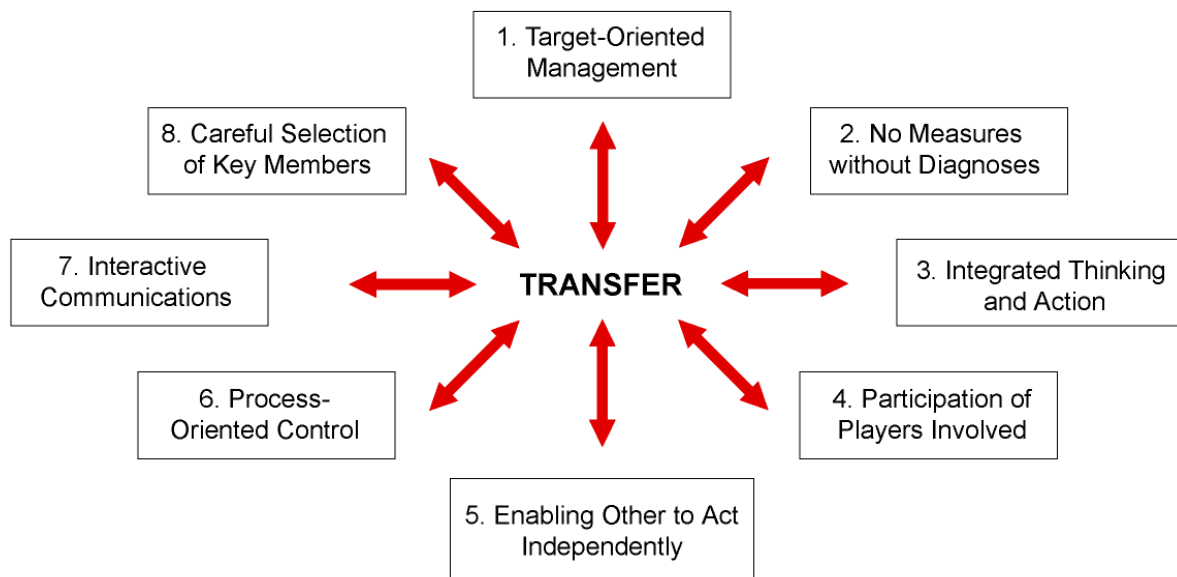 1. Target-Oriented
Management
2. No Measures
without Diagnoses
3. Integrated Thinking
and Action
4. Participation of
Players Involved
5. Enabling Other to Act
Independently
6. Process-
Oriented Control
7. Interactive
Communications
8. Careful Selection
of Key Members
TRANSFER